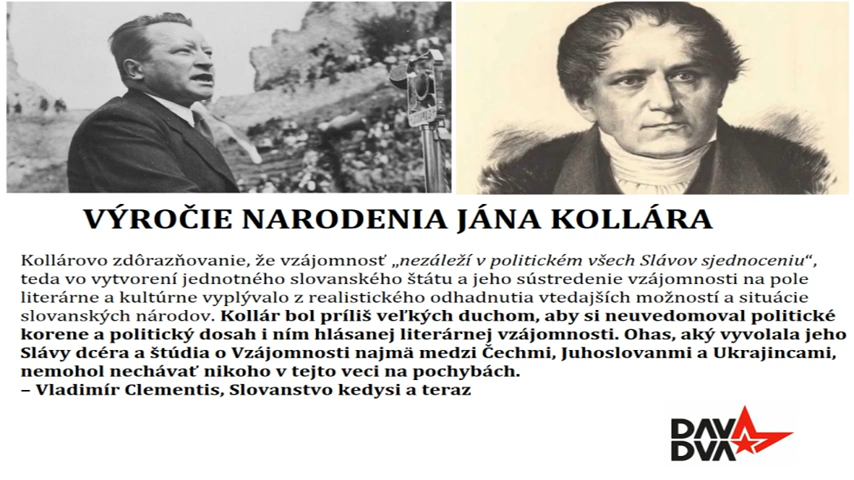 VÝROČIE NARODENIA JÁNA KOLLÁRA
Kollárovo zdôrazňovanie, že vzájomnosť „nezáleží v politickém všech Slávov sjednoceniu“,
teda vo vytvorení jednotného slovanského štátu a jeho sústredenie vzájomnosti na pole
literárne a kultúrne vyplývalo z realistického odhadnutia vtedajších možností a situácie
slovanských národov. Kollár bol príliš veľkých duchom, aby si neuvedomoval politické
korene a politický dosah i ním hlásanej literárnej vzájomnosti. Ohas, aký vyvolala jeho
Slávy dcéra a štúdia o Vzájomnosti najmä medzi Čechmi, Juhoslovanmi a Ukrajincami,
nemohol nechávať nikoho v tejto veci na pochybách.
– Vladimír Clementis, Slovanstvo kedysi a teraz
DAV
DVA